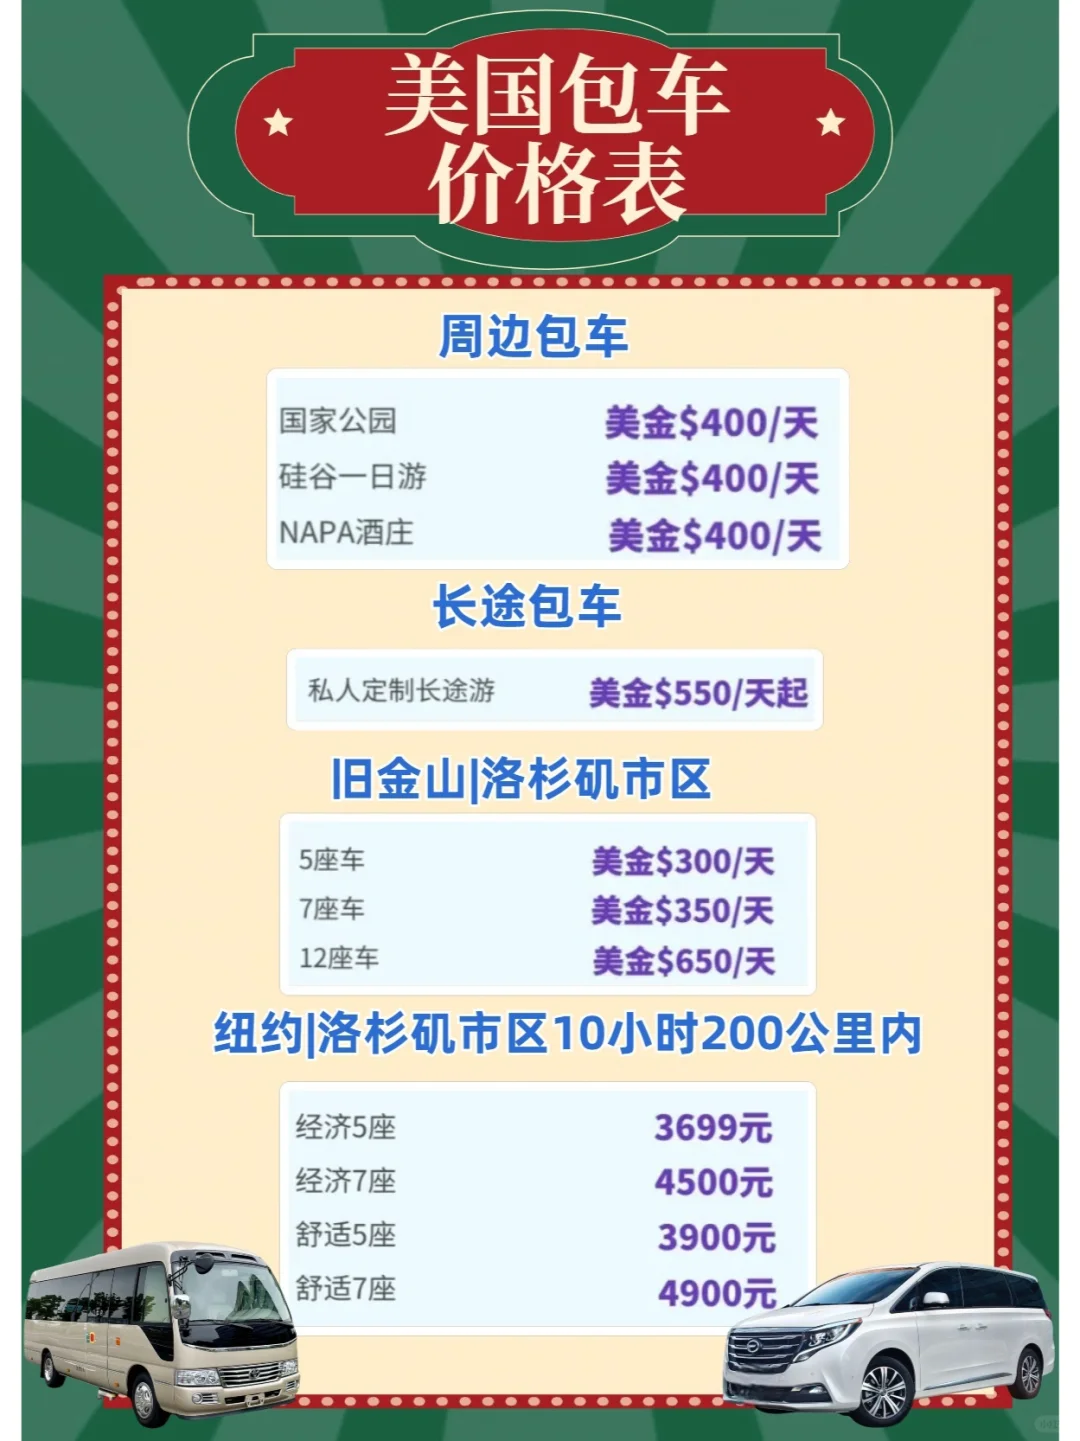 美国包车
价格表
周边包车
国家公园 美金$400/天
硅谷一日游 美金$400/天
NAPA酒庄 美金$400/天
长途包车
私人定制长途游 美金$550/天起
旧金山|洛杉矶市区
5座车 美金$300/天
7座车 美金$350/天
12座车 美金$650/天
纽约|洛杉矶市区10小时200公里内
经济5座 3699元
经济7座 4500元
舒适5座 3900元
舒适7座 4900元